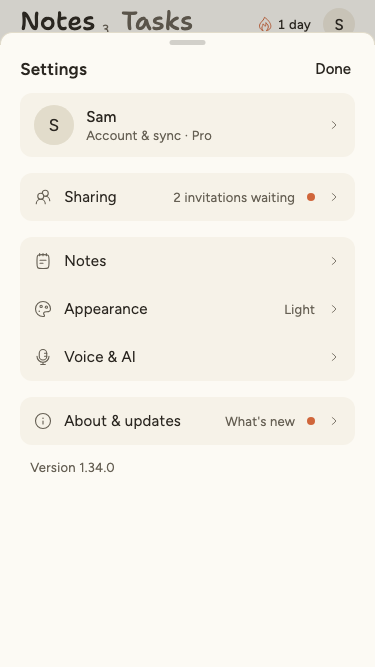 Notes 3 Tasks 1 day S
Settings Done
S Sam
Account & sync · Pro
Sharing 2 invitations waiting
Notes
Appearance Light
Voice & AI
About & updates What's new
Version 1.34.0